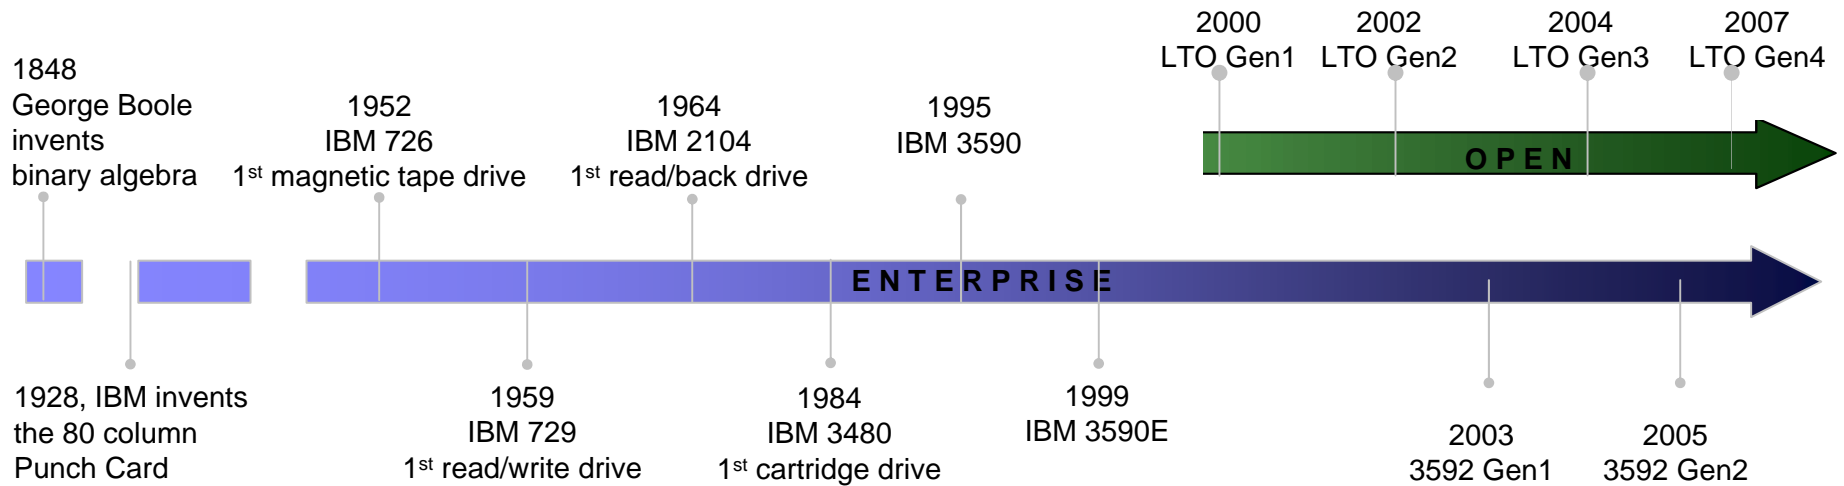 2000
LTO Gen1
2002
LTO Gen2
2004
LTO Gen3
2007
LTO Gen4
1848
George Boole
invents
binary algebra
1952
IBM 726
1st magnetic tape drive
1964
IBM 2104
1st read/back drive
1995
IBM 3590
OPEN
ENTERPRISE
1928, IBM invents
the 80 column
Punch Card
1959
IBM 729
1st read/write drive
1984
IBM 3480
1st cartridge drive
1999
IBM 3590E
2003
3592 Gen1
2005
3592 Gen2